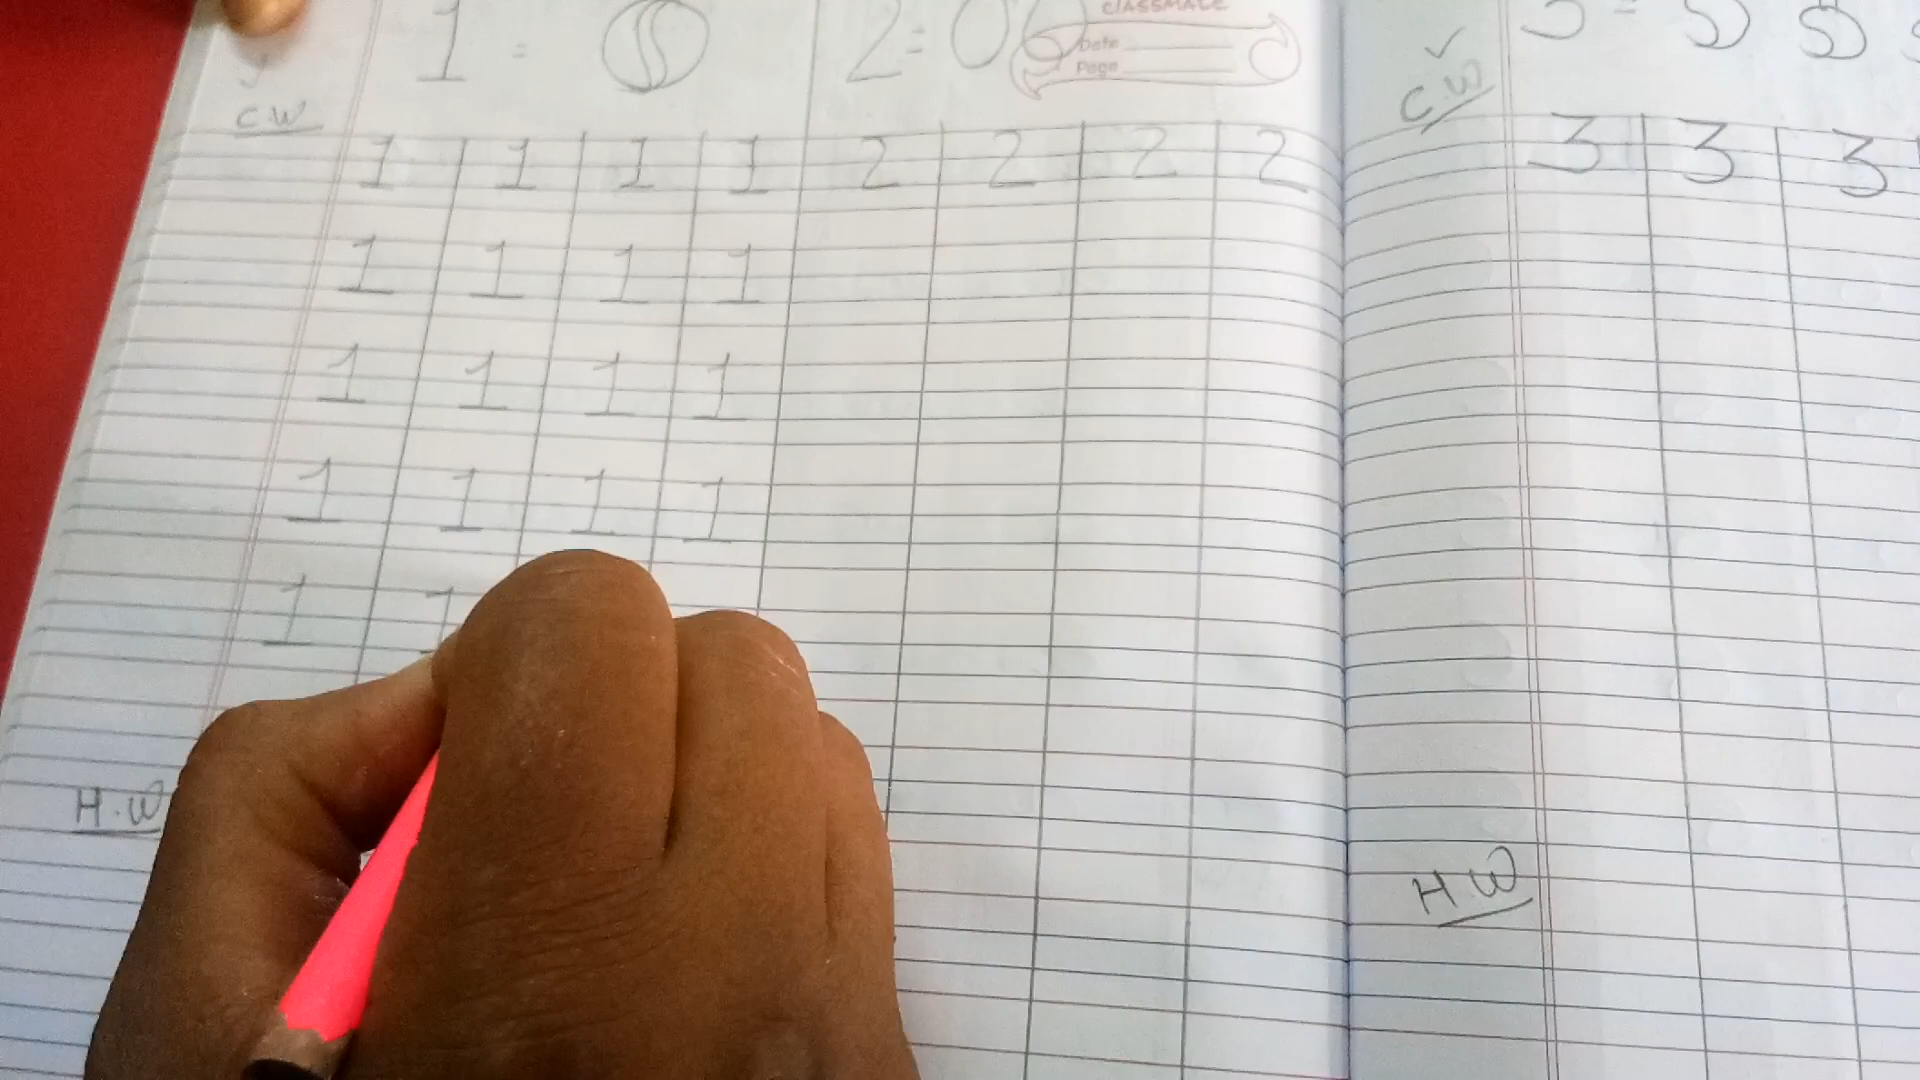 1 = 2 = CLASSMATE
Date
Page
C.W
1 1 1 1 2 2 2 2
1 1 1 1
1 1 1 1
1 1 1 1
1 1
H.W
3 =
C.W
3 3 3
H.W